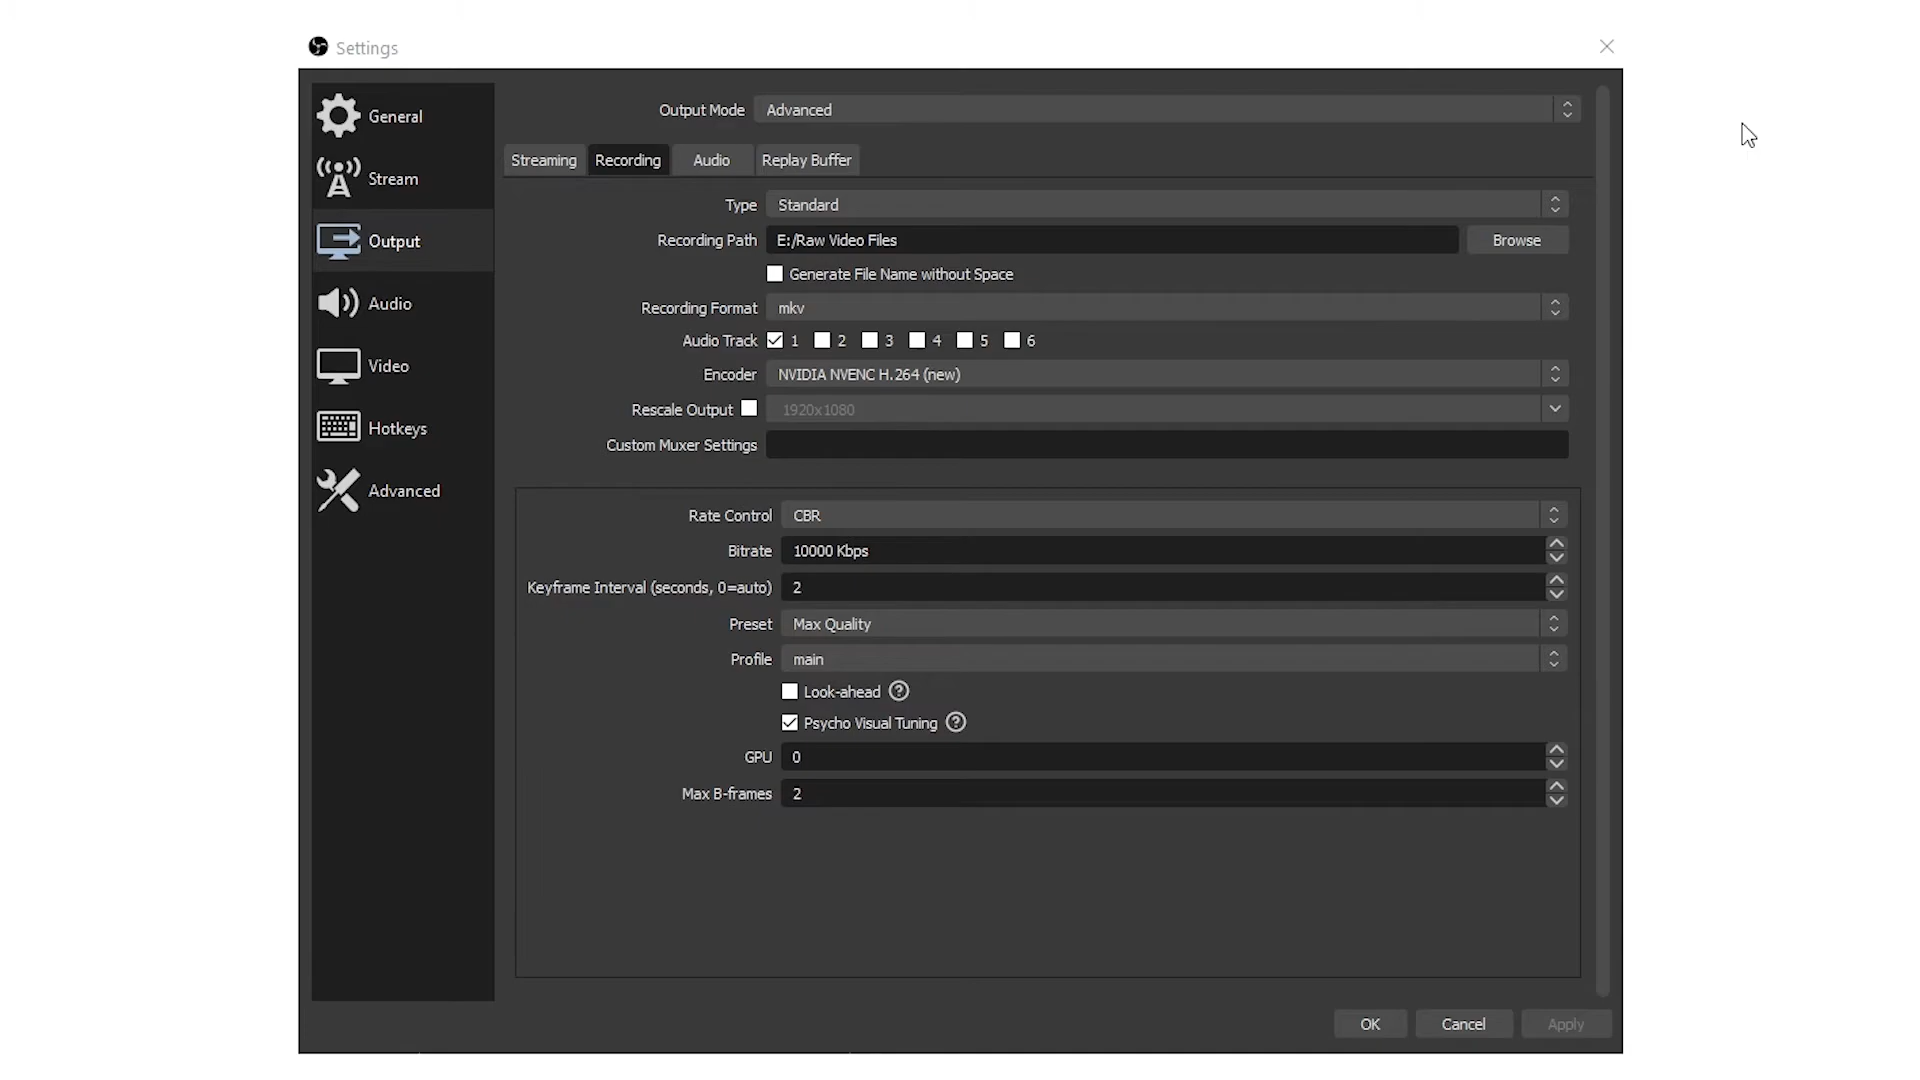 Settings
General
Stream
Output
Audio
Video
Hotkeys
Advanced
Output Mode Advanced
Streaming Recording Audio Replay Buffer
Type Standard
Recording Path E:/Raw Video Files Browse
Generate File Name without Space
Recording Format mkv
Audio Track 1 2 3 4 5 6
Encoder NVIDIA NVENC H.264 (new)
Rescale Output 1920x1080
Custom Muxer Settings
Rate Control CBR
Bitrate 10000 Kbps
Keyframe Interval (seconds, 0=auto) 2
Preset Max Quality
Profile main
Look-ahead ?
Psycho Visual Tuning ?
GPU 0
Max B-frames 2
OK Cancel Apply